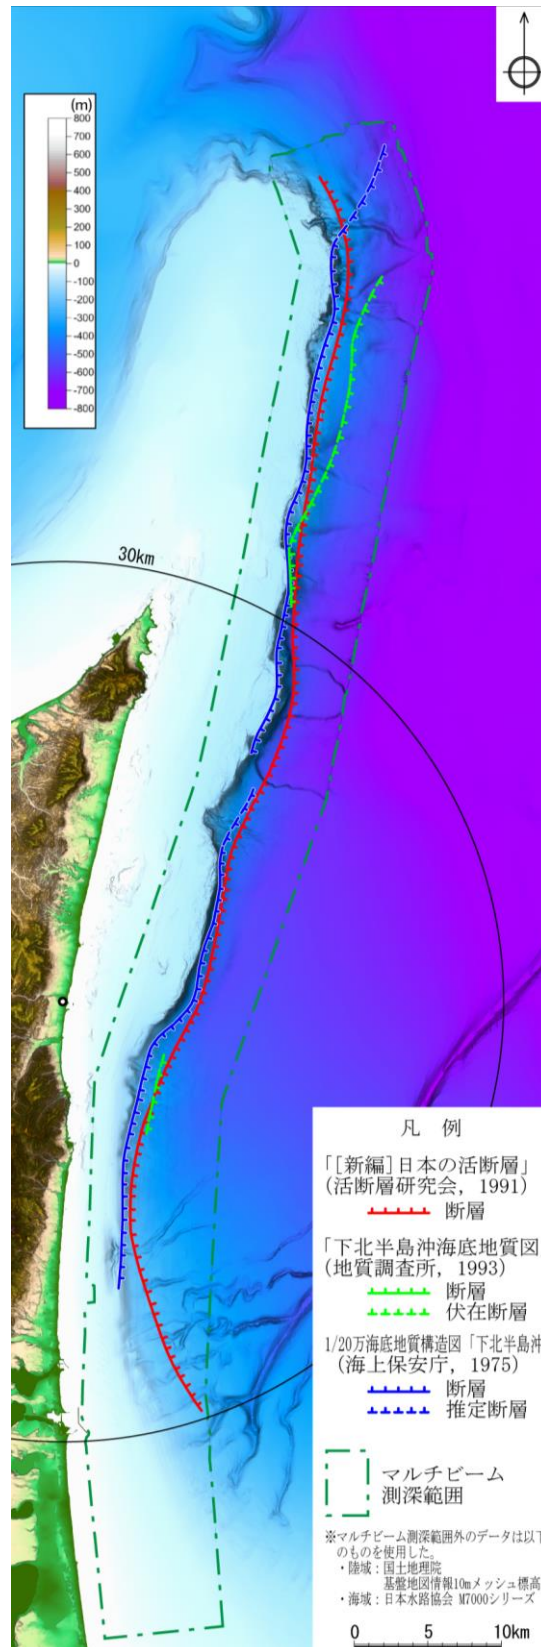 (m)
800
700
600
500
400
300
200
100
0
-100
-200
-300
-400
-500
-600
-700
-800
30km
凡　例
「[新編]日本の活断層」
(活断層研究会, 1991)
断層
「下北半島沖海底地質図
(地質調査所, 1993)
断層
伏在断層
1/20万海底地質構造図「下北半島沖
(海上保安庁, 1975)
断層
推定断層
マルチビーム
測深範囲
※マルチビーム測深範囲外のデータは以下
のものを使用した。
・陸域：国土地理院
基盤地図情報10mメッシュ標高
・海域：日本水路協会 M7000シリーズ
0 5 10km